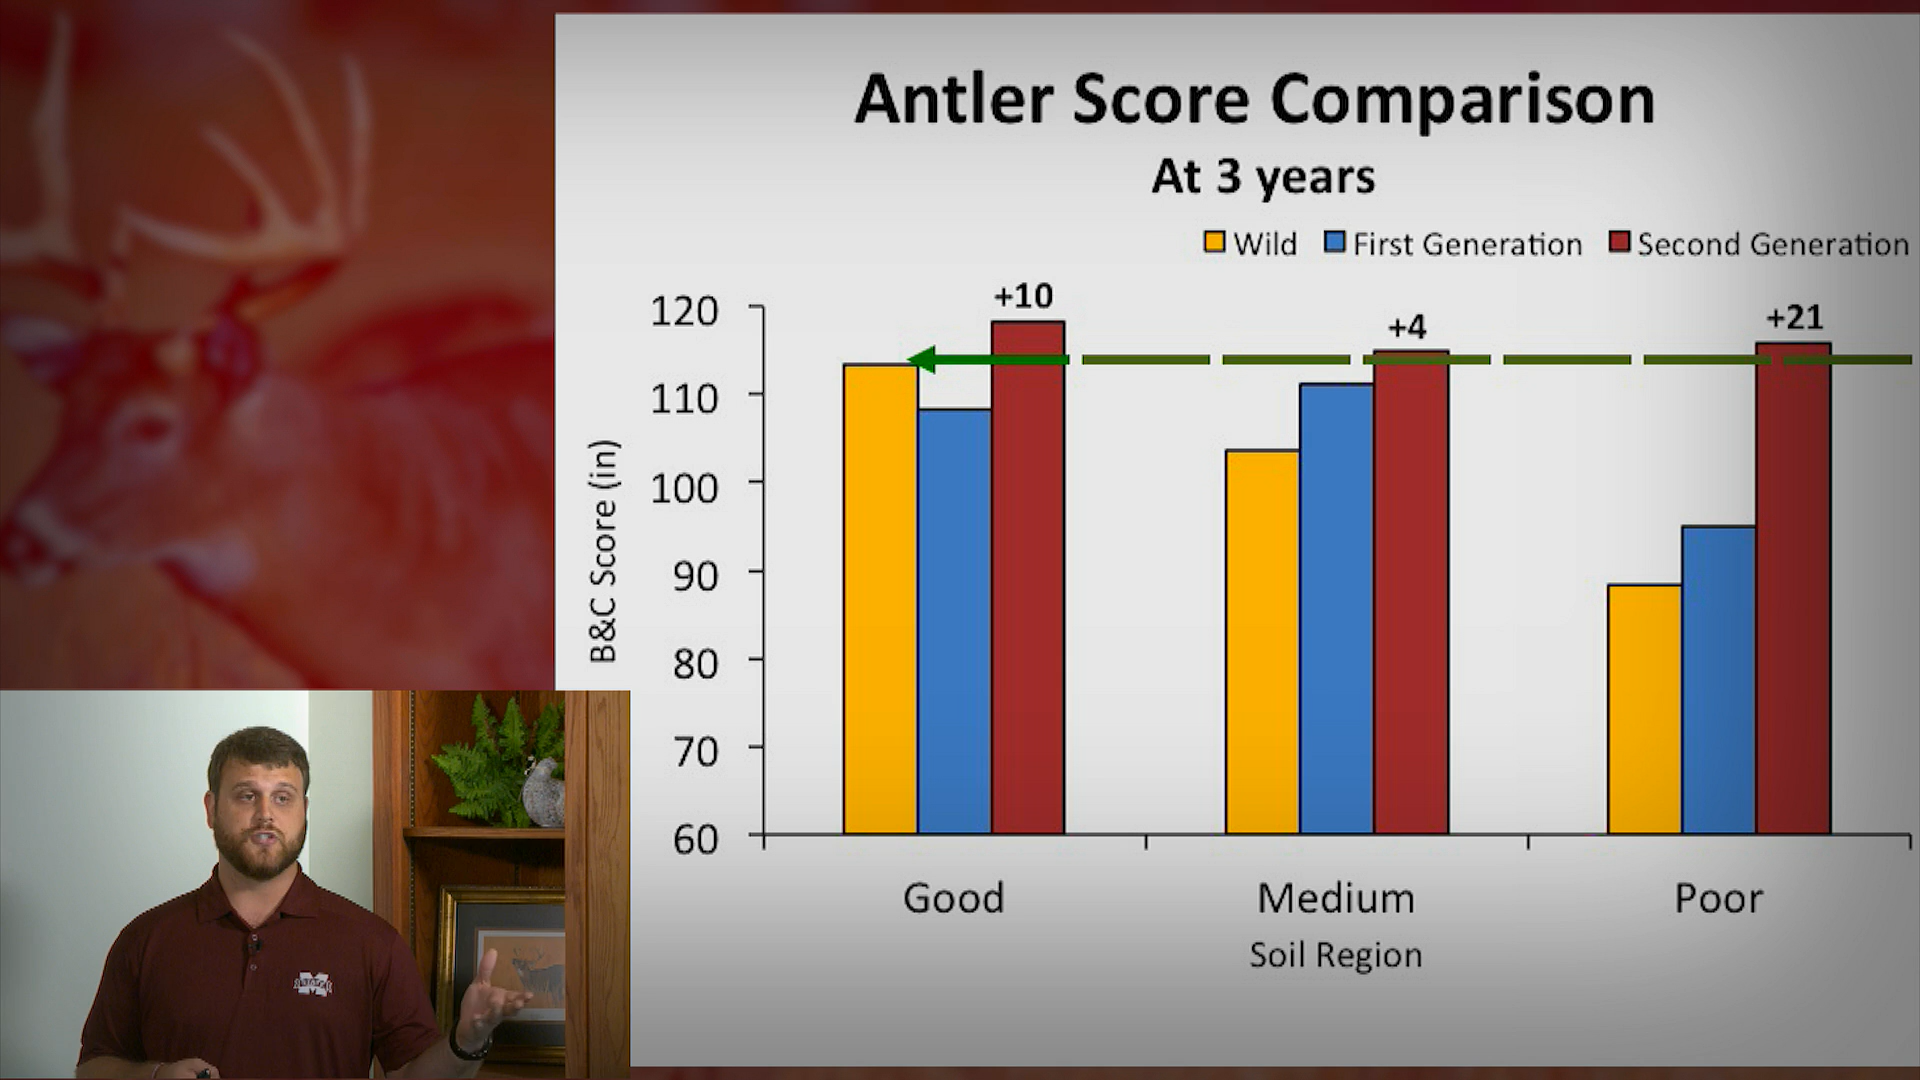 Antler Score Comparison
At 3 years
Wild First Generation Second Generation
+10
+4
+21
120
110
100
90
80
70
60
B&C Score (in)
Good Medium Poor
Soil Region
M